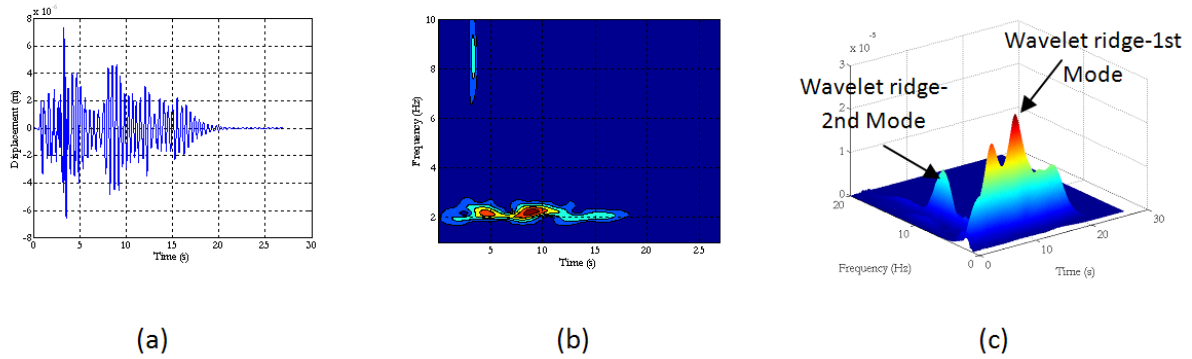 x 10⁻⁶
8
6
4
2
0
-2
-4
-6
-8
0 5 10 15 20 25 30
Displacement (m)
Time (s)
(a)
10
8
6
4
2
5 10 15 20 25
Frequency (Hz)
Time (s)
(b)
x 10⁻⁵
3
2
1
0
20
10
0
0
10
20
30
Wavelet ridge-1st
Mode
Wavelet ridge-
2nd Mode
Frequency (Hz)
Time (s)
(c)